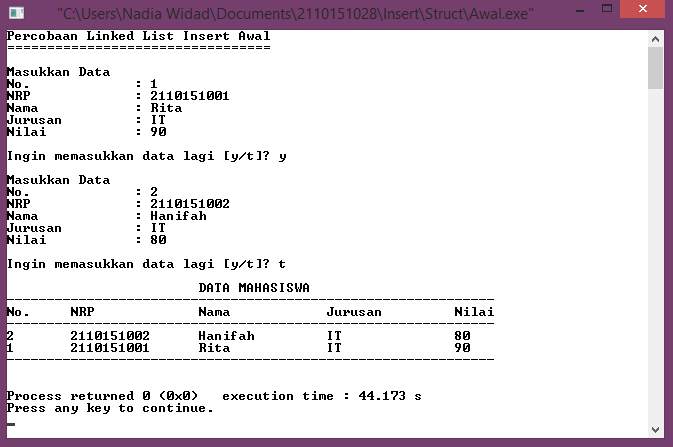 "C:\Users\Nadia Widad\Documents\2110151028\Insert\Struct\Awal.exe"
Percobaan Linked List Insert Awal
=================================
Masukkan Data
No. : 1
NRP : 2110151001
Nama : Rita
Jurusan : IT
Nilai : 90
Ingin memasukkan data lagi [y/t]? y
Masukkan Data
No. : 2
NRP : 2110151002
Nama : Hanifah
Jurusan : IT
Nilai : 80
Ingin memasukkan data lagi [y/t]? t
DATA MAHASISWA
-------------------------------------------------------------
No. NRP Nama Jurusan Nilai
-------------------------------------------------------------
2 2110151002 Hanifah IT 80
1 2110151001 Rita IT 90
-------------------------------------------------------------
Process returned 0 (0x0) execution time : 44.173 s
Press any key to continue.